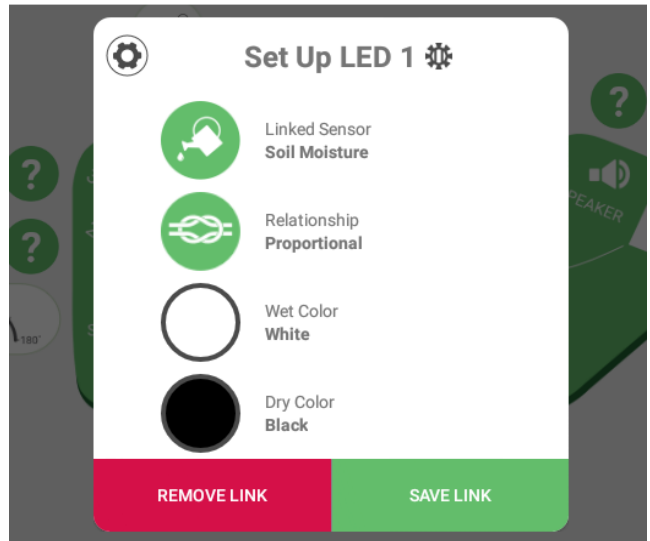 Set Up LED 1
Linked Sensor
Soil Moisture
?
?
?
SPEAKER
Relationship
Proportional
Wet Color
White
180°
Dry Color
Black
REMOVE LINK
SAVE LINK